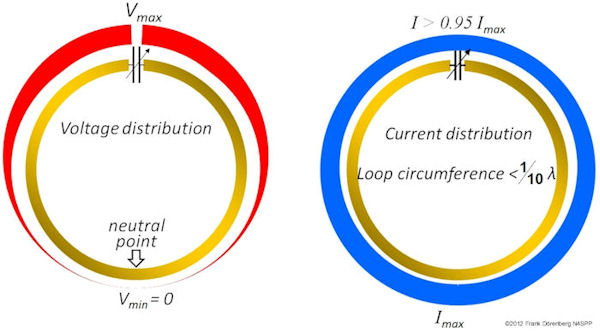 Vmax
Voltage distribution
neutral
point
Vmin = 0
I > 0.95 Imax
Current distribution
Loop circumference <1/10 λ
Imax
©2012 Frank Dörenberg N4SPP